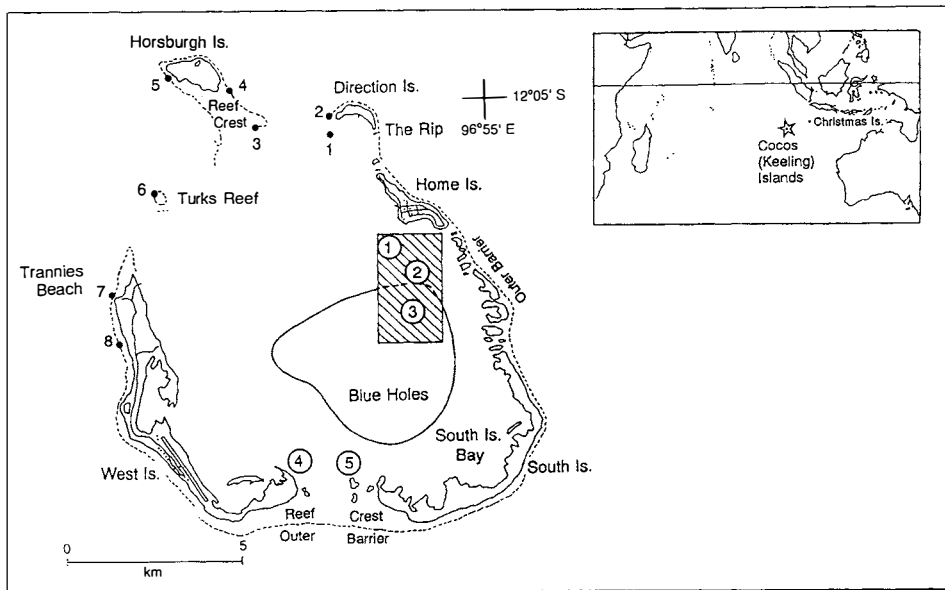 Horsburgh Is.
5
4
Reef
Crest
3
Direction Is.
2
1
The Rip
12°05' S
96°55' E
Christmas Is.
Cocos
(Keeling)
Islands
6
Turks Reef
Home Is.
Outer Barrier
1
2
3
Trannies
Beach
7
8
Blue Holes
South Is.
Bay
South Is.
West Is.
4
5
Reef
Crest
Outer
Barrier
0
5
km